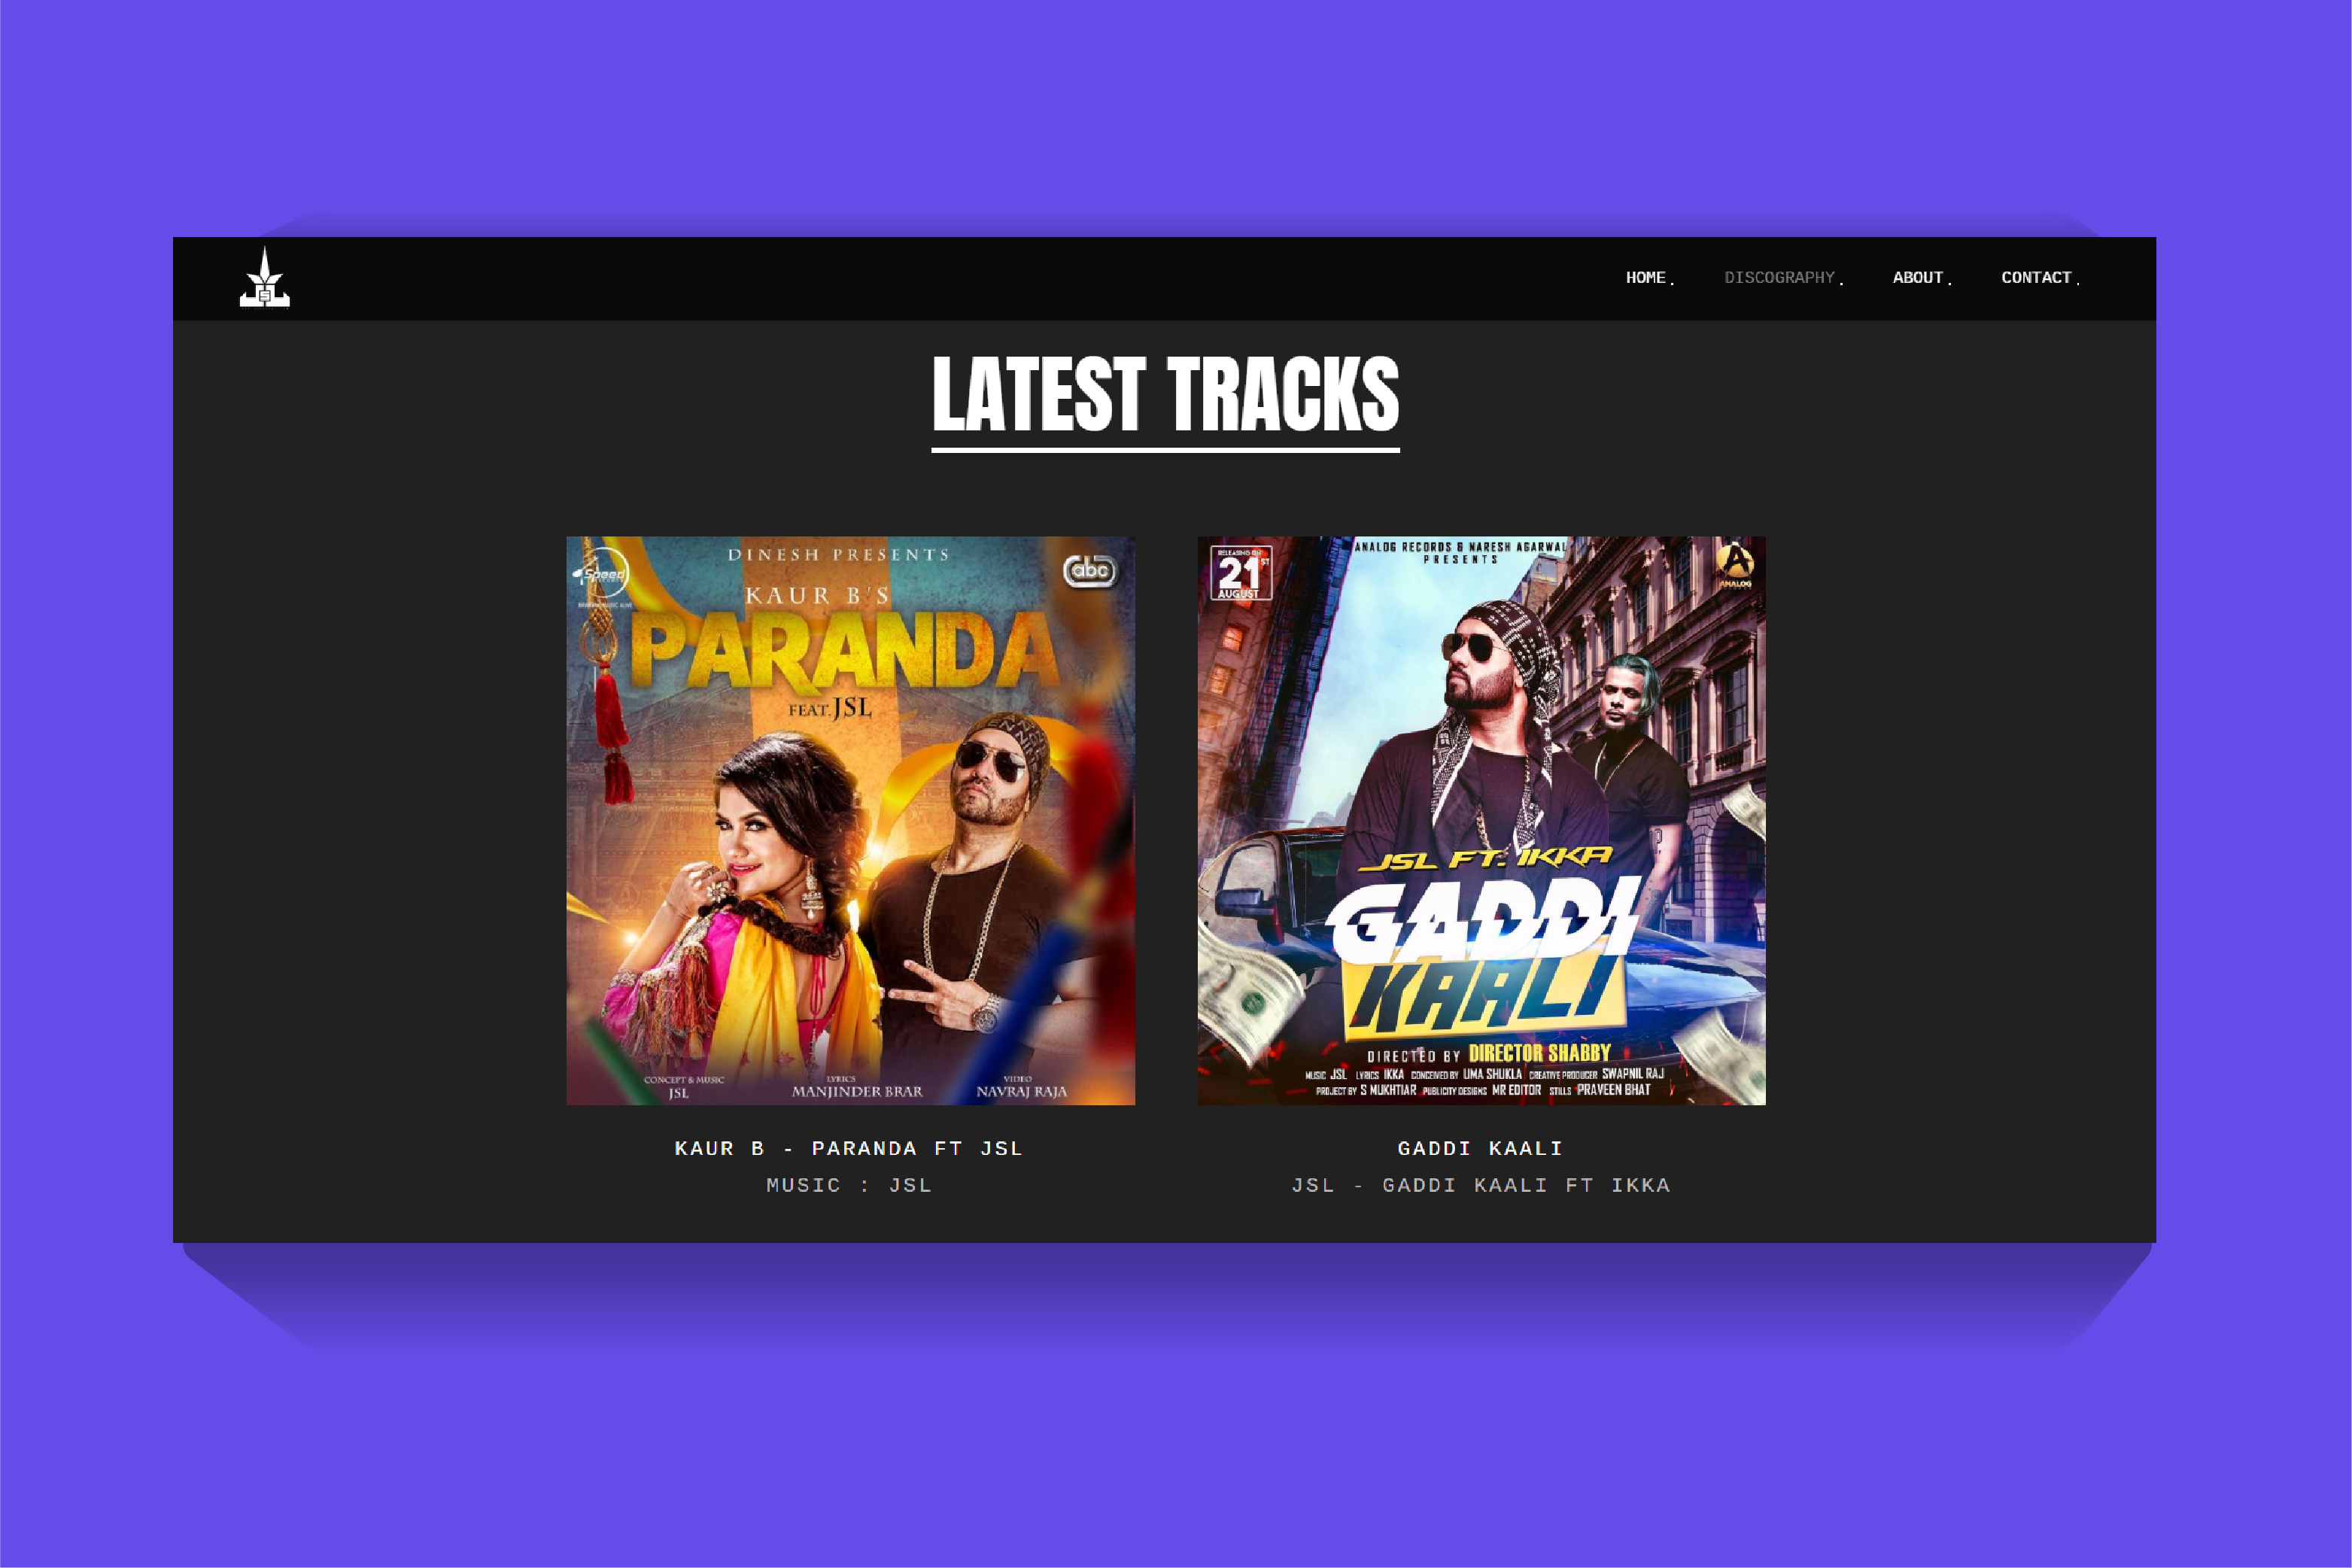 HOME.
DISCOGRAPHY.
ABOUT.
CONTACT.
LATEST TRACKS
Speed
DINESH PRESENTS
abc
KAUR B'S
PARANDA
FEAT. JSL
CONCEPT & MUSIC
JSL
LYRICS
MANJINDER BRAR
VIDEO
NAVRAJ RAJA
RELEASING ON
21ST
AUGUST
ANALOG RECORDS & NARESH AGARWAL
PRESENTS
ANALOG
JSL FT. IKKA
GADDI
KAALI
DIRECTED BY DIRECTOR SHABBY
MUSIC JSL LYRICS IKKA CONCEIVED BY UMA SHUKLA CREATIVE PRODUCER SWAPNIL RAJ
PROJECT BY S MUKHTIAR PUBLICITY DESIGNS MR EDITOR STILLS PRAVEEN BHAT
KAUR B - PARANDA FT JSL
MUSIC : JSL
GADDI KAALI
JSL - GADDI KAALI FT IKKA